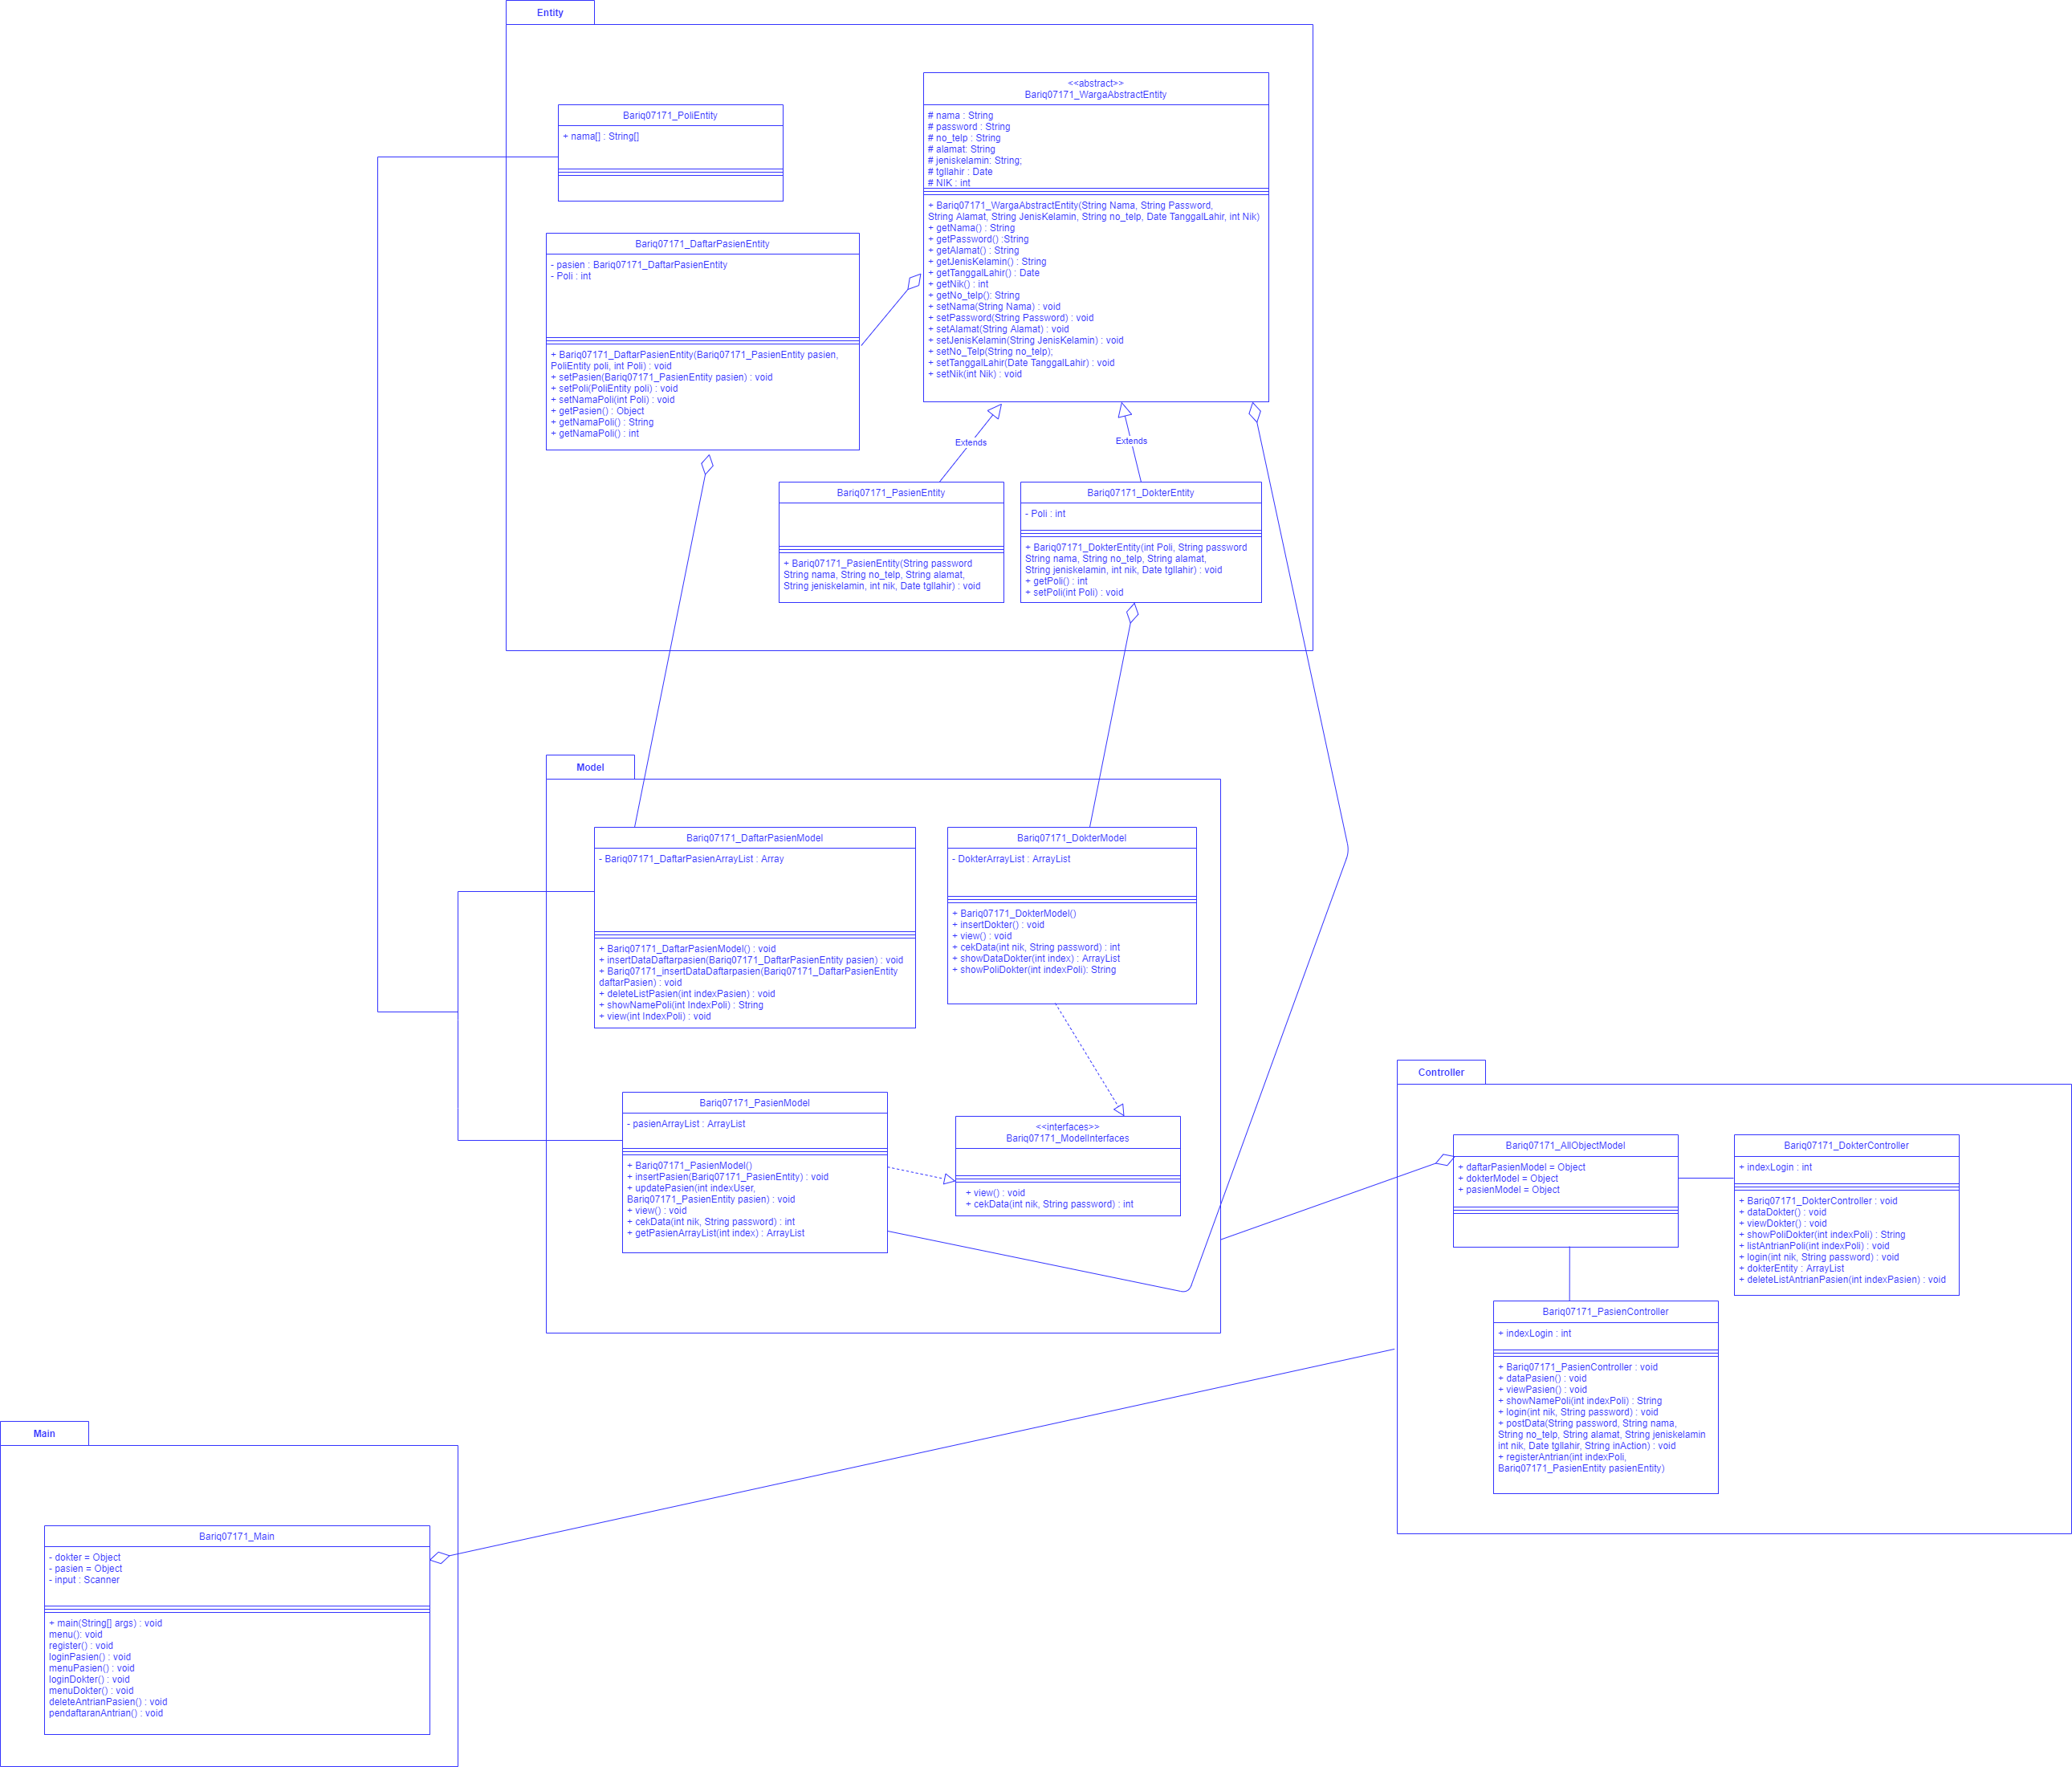 Entity
Bariq07171_PoliEntity
+ nama[] : String[]
<<abstract>>
Bariq07171_WargaAbstractEntity
# nama : String
# password : String
# no_telp : String
# alamat: String
# jeniskelamin: String;
# tgllahir : Date
# NIK : int
+ Bariq07171_WargaAbstractEntity(String Nama, String Password,
String Alamat, String JenisKelamin, String no_telp, Date TanggalLahir, int Nik)
+ getNama() : String
+ getPassword() :String
+ getAlamat() : String
+ getJenisKelamin() : String
+ getTanggalLahir() : Date
+ getNik() : int
+ getNo_telp(): String
+ setNama(String Nama) : void
+ setPassword(String Password) : void
+ setAlamat(String Alamat) : void
+ setJenisKelamin(String JenisKelamin) : void
+ setNo_Telp(String no_telp);
+ setTanggalLahir(Date TanggalLahir) : void
+ setNik(int Nik) : void
Bariq07171_DaftarPasienEntity
- pasien : Bariq07171_DaftarPasienEntity
- Poli : int
+ Bariq07171_DaftarPasienEntity(Bariq07171_PasienEntity pasien,
PoliEntity poli, int Poli) : void
+ setPasien(Bariq07171_PasienEntity pasien) : void
+ setPoli(PoliEntity poli) : void
+ setNamaPoli(int Poli) : void
+ getPasien() : Object
+ getNamaPoli() : String
+ getNamaPoli() : int
Extends
Extends
Bariq07171_PasienEntity
+ Bariq07171_PasienEntity(String password
String nama, String no_telp, String alamat,
String jeniskelamin, int nik, Date tgllahir) : void
Bariq07171_DokterEntity
- Poli : int
+ Bariq07171_DokterEntity(int Poli, String password
String nama, String no_telp, String alamat,
String jeniskelamin, int nik, Date tgllahir) : void
+ getPoli() : int
+ setPoli(int Poli) : void
Model
Bariq07171_DaftarPasienModel
- Bariq07171_DaftarPasienArrayList : Array
+ Bariq07171_DaftarPasienModel() : void
+ insertDataDaftarpasien(Bariq07171_DaftarPasienEntity pasien) : void
+ Bariq07171_insertDataDaftarpasien(Bariq07171_DaftarPasienEntity
daftarPasien) : void
+ deleteListPasien(int indexPasien) : void
+ showNamePoli(int IndexPoli) : String
+ view(int IndexPoli) : void
Bariq07171_DokterModel
- DokterArrayList : ArrayList
+ Bariq07171_DokterModel()
+ insertDokter() : void
+ view() : void
+ cekData(int nik, String password) : int
+ showDataDokter(int index) : ArrayList
+ showPoliDokter(int indexPoli): String
Bariq07171_PasienModel
- pasienArrayList : ArrayList
+ Bariq07171_PasienModel()
+ insertPasien(Bariq07171_PasienEntity) : void
+ updatePasien(int indexUser,
Bariq07171_PasienEntity pasien) : void
+ view() : void
+ cekData(int nik, String password) : int
+ getPasienArrayList(int index) : ArrayList
<<interfaces>>
Bariq07171_ModelInterfaces
+ view() : void
+ cekData(int nik, String password) : int
Controller
Bariq07171_AllObjectModel
+ daftarPasienModel = Object
+ dokterModel = Object
+ pasienModel = Object
Bariq07171_DokterController
+ indexLogin : int
+ Bariq07171_DokterController : void
+ dataDokter() : void
+ viewDokter() : void
+ showPoliDokter(int indexPoli) : String
+ listAntrianPoli(int indexPoli) : void
+ login(int nik, String password) : void
+ dokterEntity : ArrayList
+ deleteListAntrianPasien(int indexPasien) : void
Bariq07171_PasienController
+ indexLogin : int
+ Bariq07171_PasienController : void
+ dataPasien() : void
+ viewPasien() : void
+ showNamePoli(int indexPoli) : String
+ login(int nik, String password) : void
+ postData(String password, String nama,
String no_telp, String alamat, String jeniskelamin
int nik, Date tgllahir, String inAction) : void
+ registerAntrian(int indexPoli,
Bariq07171_PasienEntity pasienEntity)
Main
Bariq07171_Main
- dokter = Object
- pasien = Object
- input : Scanner
+ main(String[] args) : void
menu(): void
register() : void
loginPasien() : void
menuPasien() : void
loginDokter() : void
menuDokter() : void
deleteAntrianPasien() : void
pendaftaranAntrian() : void